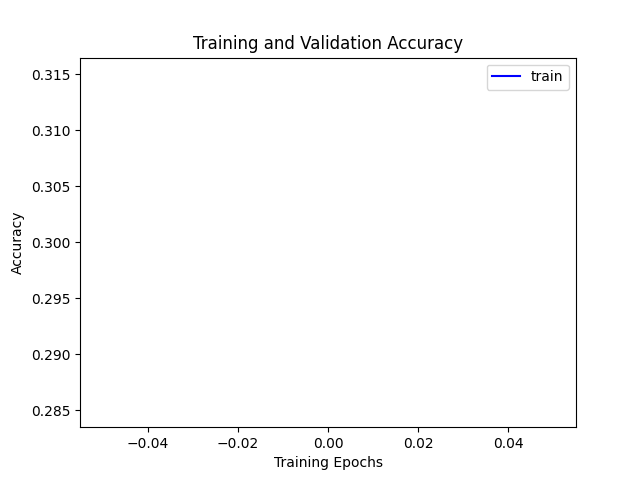 Training and Validation Accuracy
train
Accuracy
0.315
0.310
0.305
0.300
0.295
0.290
0.285
−0.04 −0.02 0.00 0.02 0.04
Training Epochs